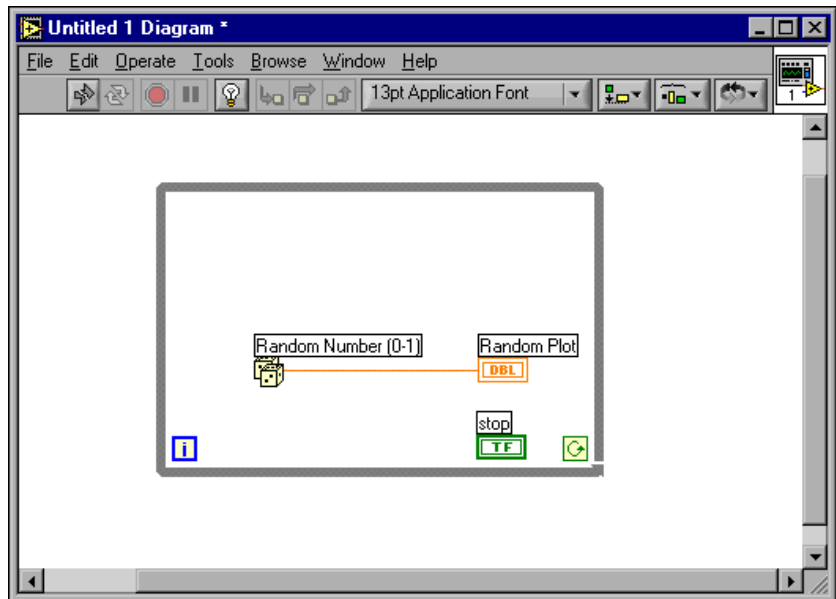 Untitled 1 Diagram *
File Edit Operate Tools Browse Window Help
13pt Application Font
1
Random Number (0-1)
Random Plot
DBL
stop
TF
i